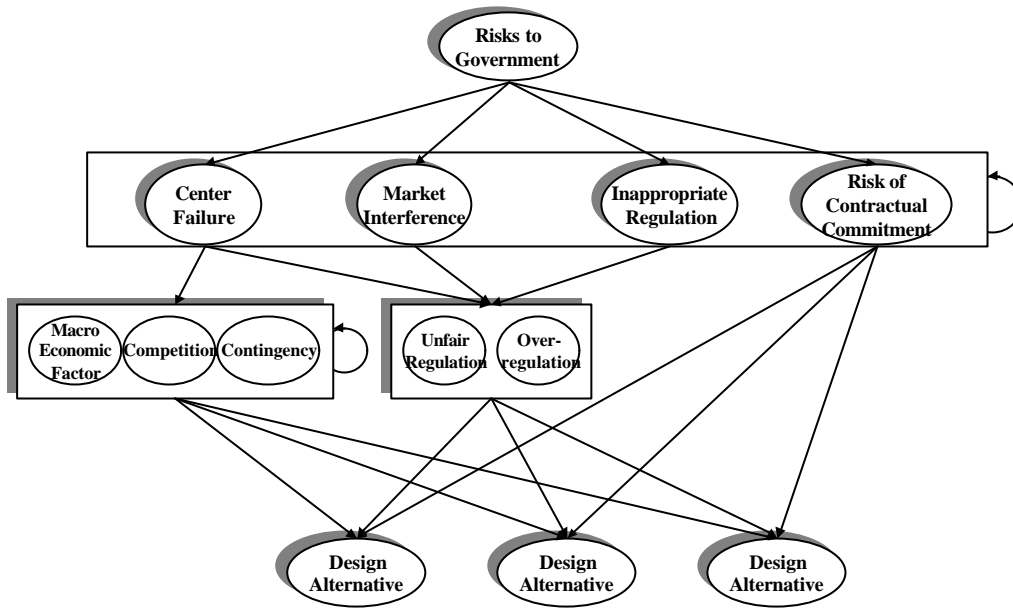 Risks to
Government
Center
Failure
Market
Interference
Inappropriate
Regulation
Risk of
Contractual
Commitment
Macro
Economic
Factor
Competition
Contingency
Unfair
Regulation
Over-
regulation
Design
Alternative
Design
Alternative
Design
Alternative